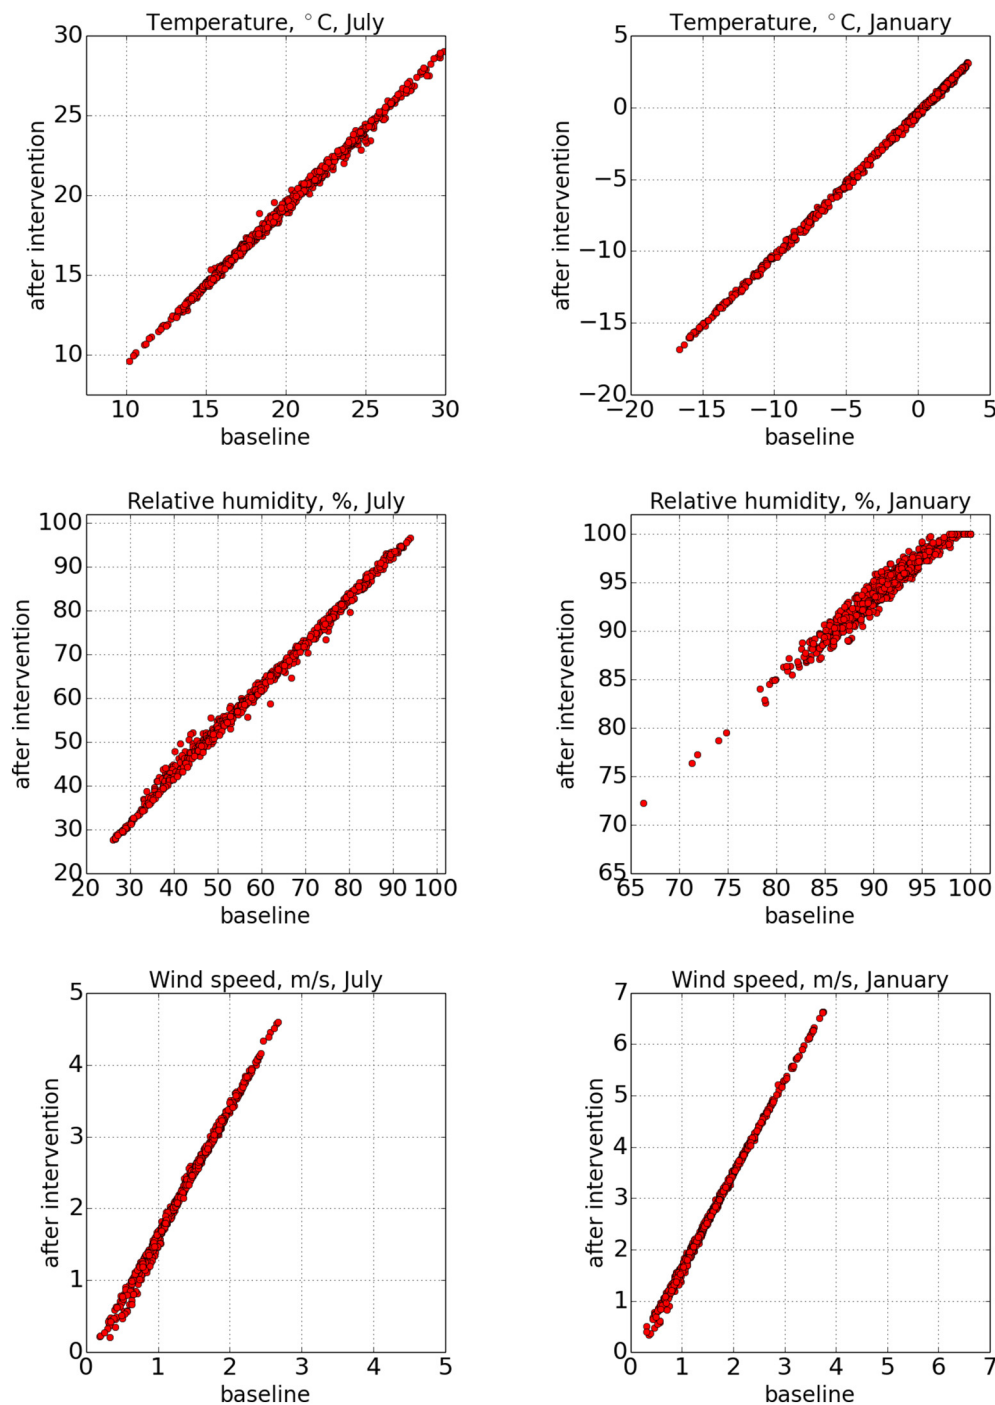 Temperature, °C, July
30
25
20
15
10
after intervention
10 15 20 25 30
baseline
Temperature, °C, January
5
0
−5
−10
−15
−20
after intervention
−20 −15 −10 −5 0 5
baseline
Relative humidity, %, July
100
90
80
70
60
50
40
30
20
after intervention
20 30 40 50 60 70 80 90 100
baseline
Relative humidity, %, January
100
95
90
85
80
75
70
65
after intervention
65 70 75 80 85 90 95 100
baseline
Wind speed, m/s, July
5
4
3
2
1
0
after intervention
0 1 2 3 4 5
baseline
Wind speed, m/s, January
7
6
5
4
3
2
1
0
after intervention
0 1 2 3 4 5 6 7
baseline